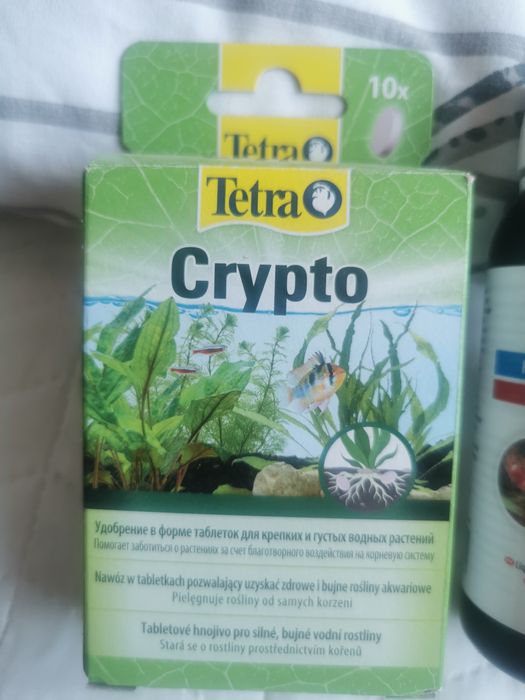 10x
Tetra
Tetra
Crypto
Удобрение в форме таблеток для крепких и густых водных растений
Помогает заботиться о растениях за счет благотворного воздействия на корневую систему
Nawóz w tabletkach pozwalający uzyskać zdrowe i bujne rośliny akwariowe
Pielęgnuje rośliny od samych korzeni
Tabletové hnojivo pro silné, bujné vodní rostliny
Stará se o rostliny prostřednictvím kořenů